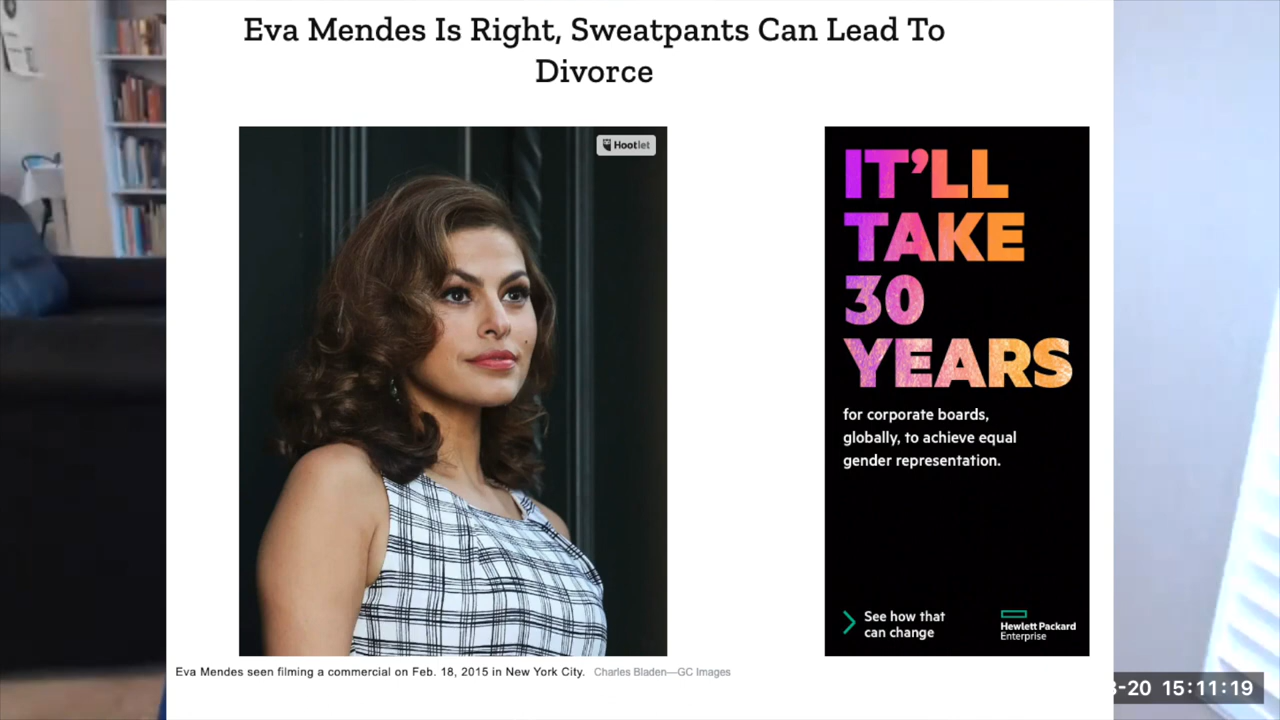 Eva Mendes Is Right, Sweatpants Can Lead To
Divorce
Hootlet
IT'LL
TAKE
30
YEARS
for corporate boards,
globally, to achieve equal
gender representation.
See how that
can change
Hewlett Packard
Enterprise
Eva Mendes seen filming a commercial on Feb. 18, 2015 in New York City. Charles Bladen—GC Images
-20 15:11:19